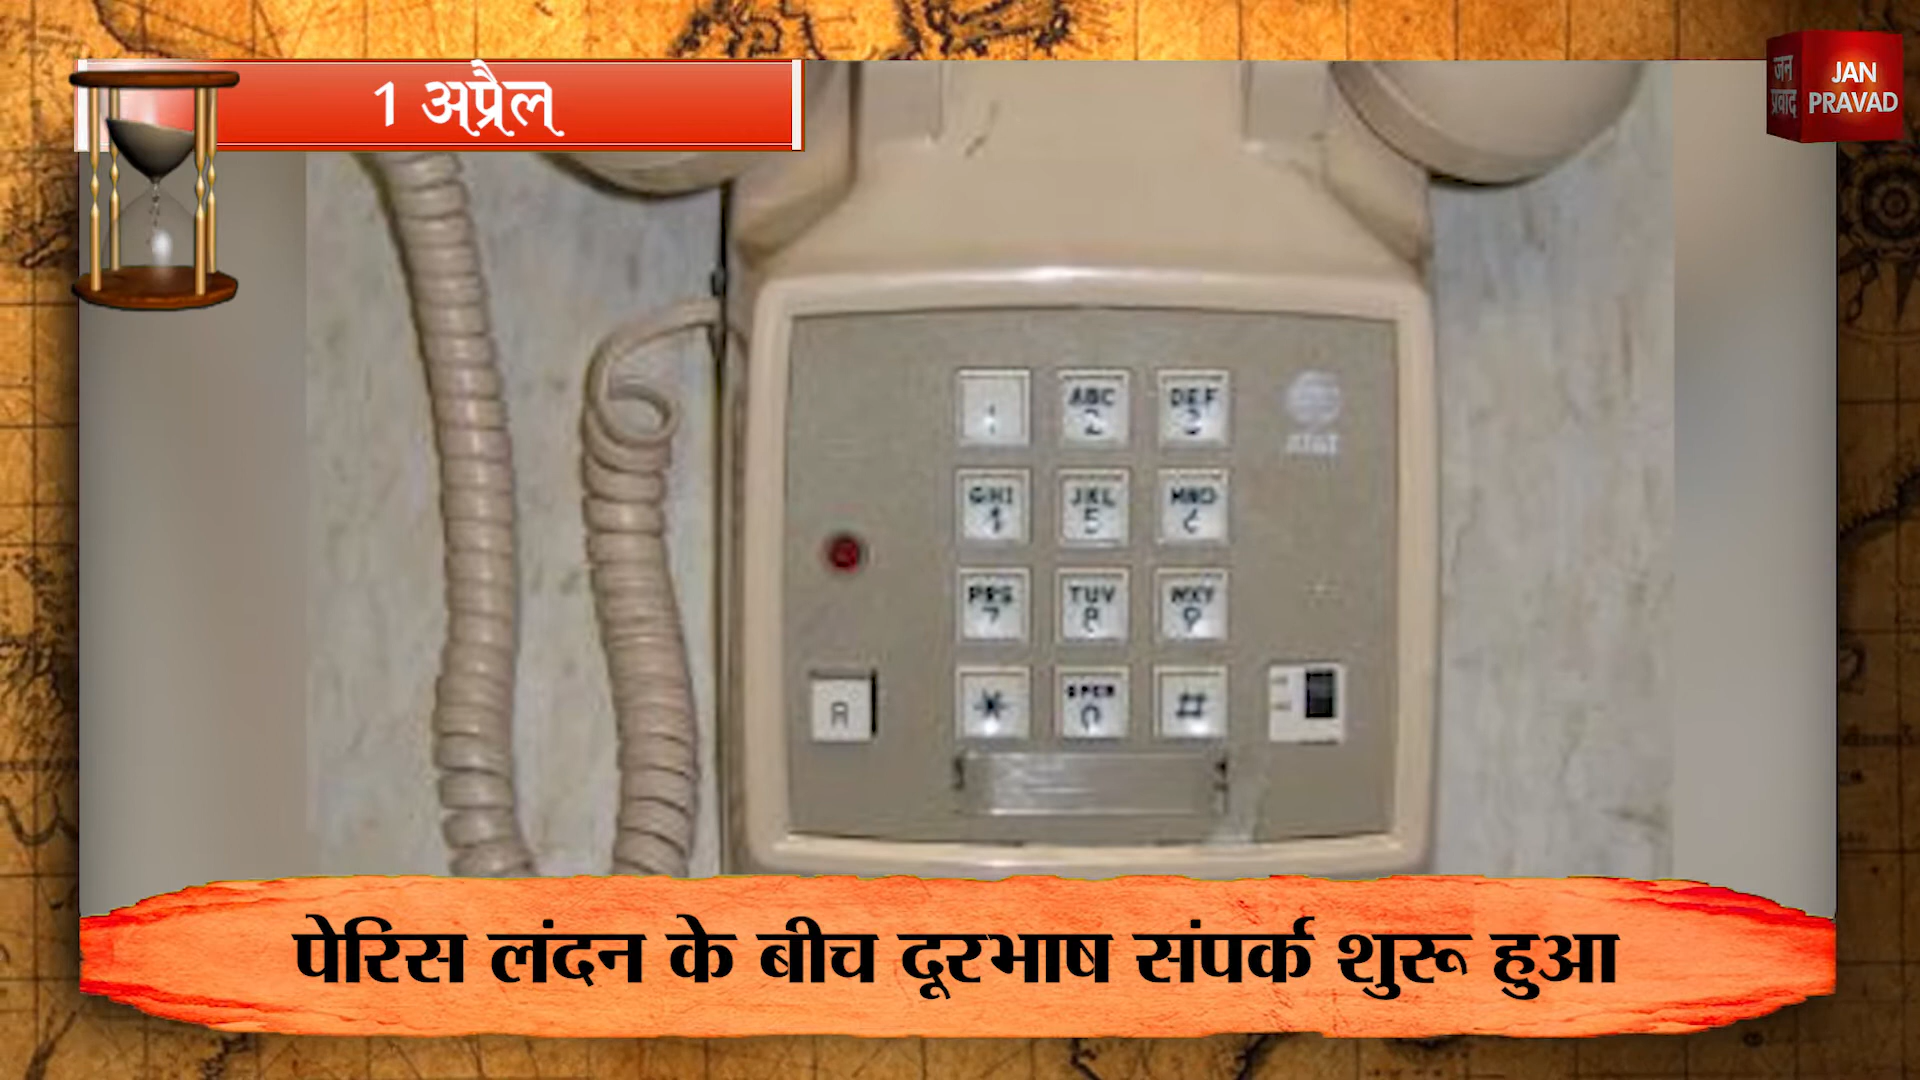 1 अप्रैल
जन
प्रवाद
JAN
PRAVAD
ABC
2
DEF
3
GHI
4
JKL
5
MNO
6
PRS
7
TUV
8
WXY
9
*
OPER
0
#
R
AT&T
पेरिस लंदन के बीच दूरभाष संपर्क शुरू हुआ